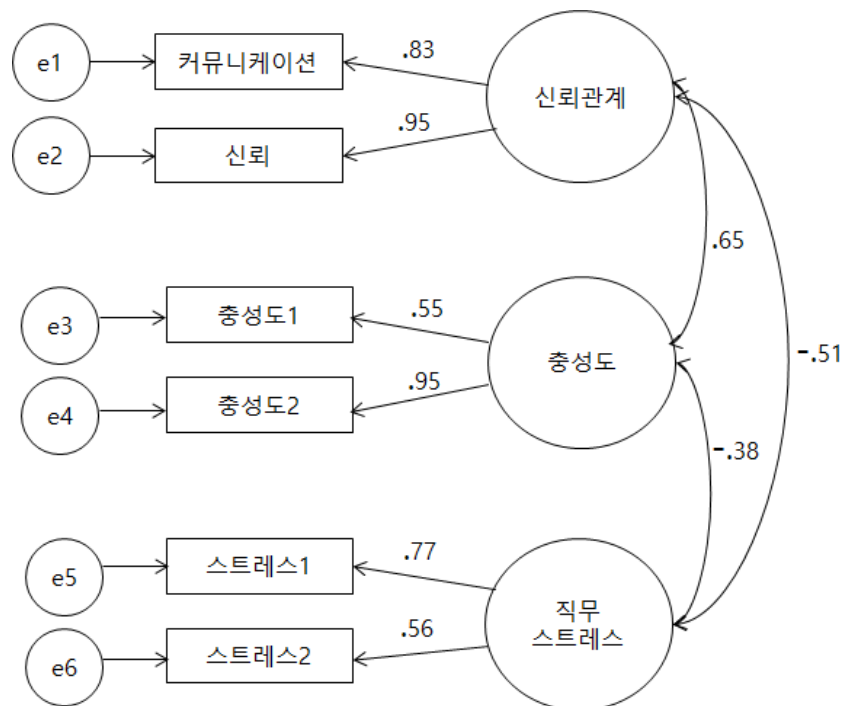 e1
커뮤니케이션
.83
신뢰관계
e2
신뢰
.95
.65
e3
충성도1
.55
충성도
-.51
e4
충성도2
.95
-.38
e5
스트레스1
.77
직무
스트레스
e6
스트레스2
.56